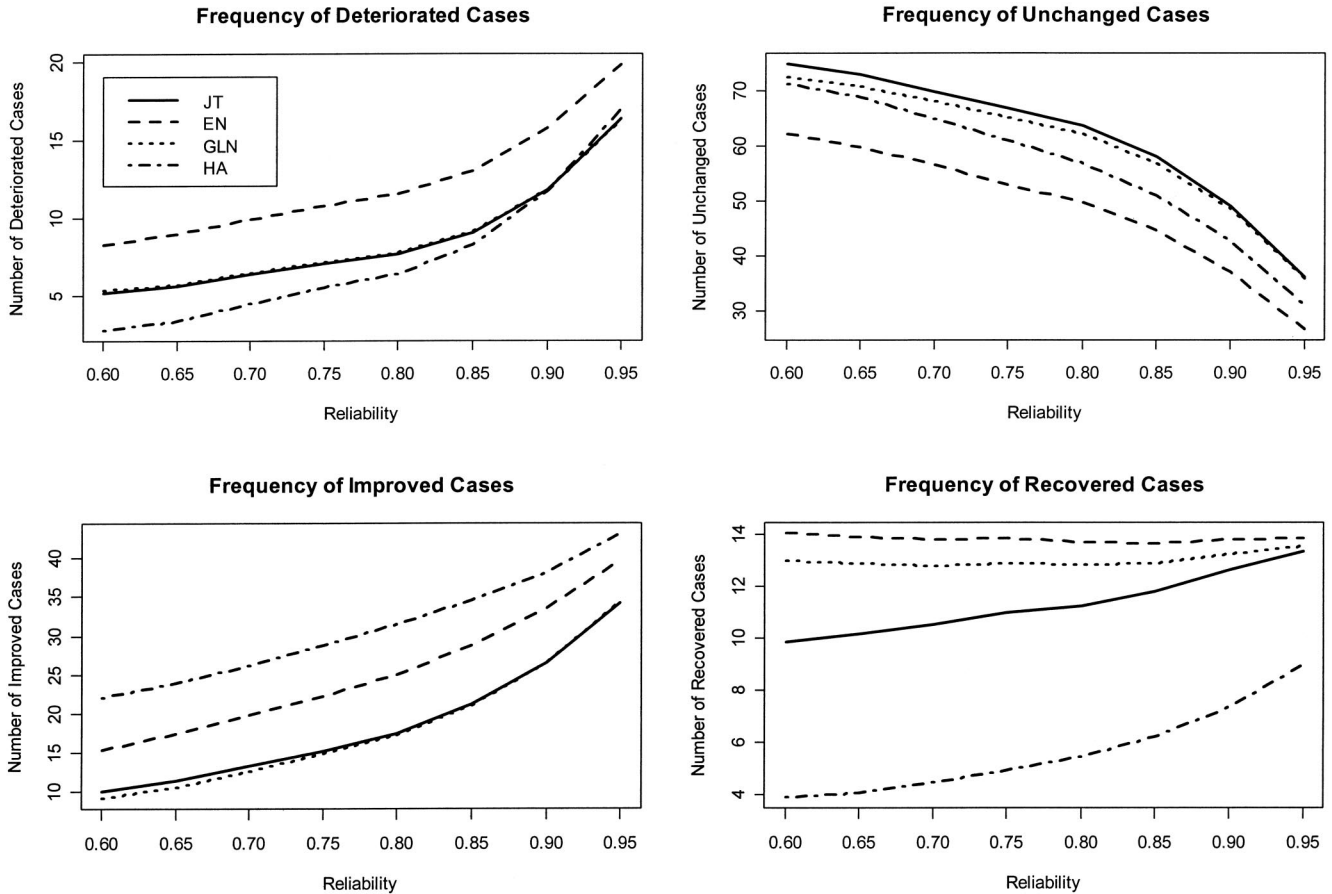 Frequency of Deteriorated Cases
Number of Deteriorated Cases
20
15
10
5
JT
EN
GLN
HA
0.60 0.65 0.70 0.75 0.80 0.85 0.90 0.95
Reliability
Frequency of Unchanged Cases
Number of Unchanged Cases
70
60
50
40
30
0.60 0.65 0.70 0.75 0.80 0.85 0.90 0.95
Reliability
Frequency of Improved Cases
Number of Improved Cases
40
35
30
25
20
15
10
0.60 0.65 0.70 0.75 0.80 0.85 0.90 0.95
Reliability
Frequency of Recovered Cases
Number of Recovered Cases
14
12
10
8
6
4
0.60 0.65 0.70 0.75 0.80 0.85 0.90 0.95
Reliability